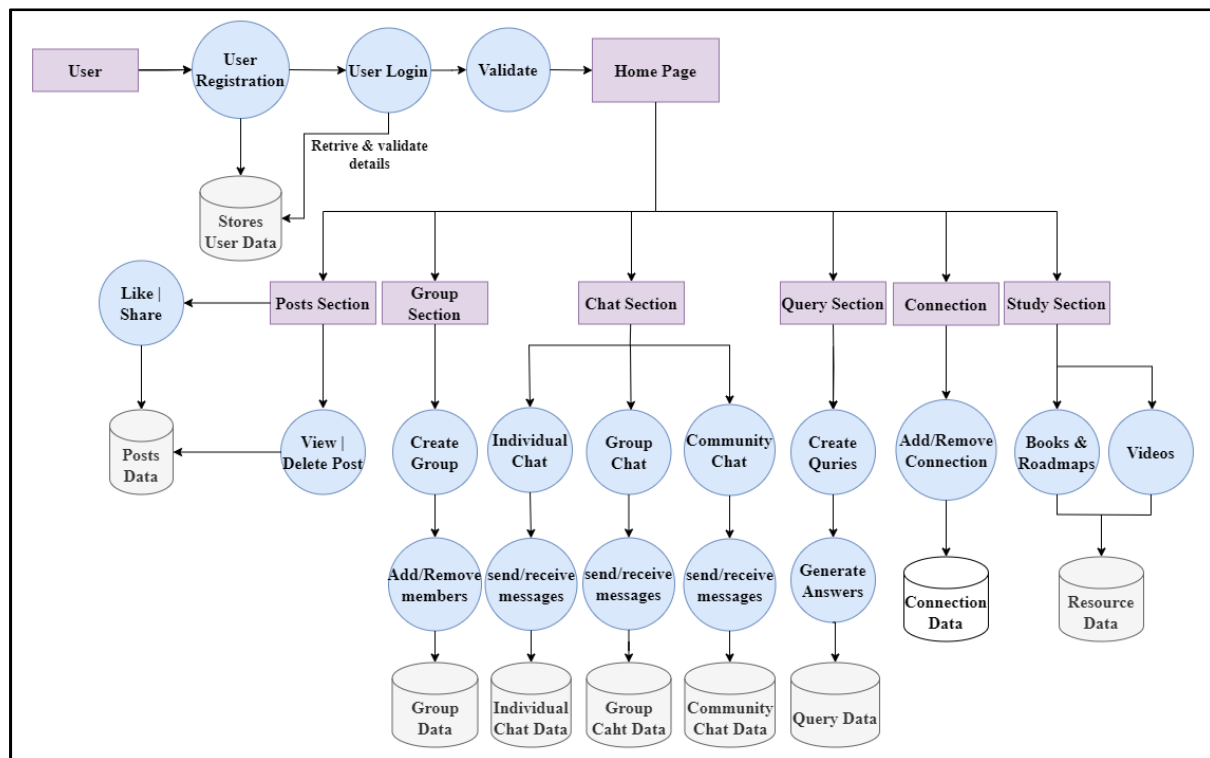 User
User
Registration
User Login
Validate
Home Page
Retrive & validate
details
Stores
User Data
Like |
Share
Posts Section
Group
Section
Chat Section
Query Section
Connection
Study Section
Posts
Data
View |
Delete Post
Create
Group
Individual
Chat
Group
Chat
Community
Chat
Create
Quries
Add/Remove
Connection
Books &
Roadmaps
Videos
Add/Remove
members
send/receive
messages
send/receive
messages
send/receive
messages
Generate
Answers
Connection
Data
Resource
Data
Group
Data
Individual
Chat Data
Group
Caht Data
Community
Chat Data
Query Data